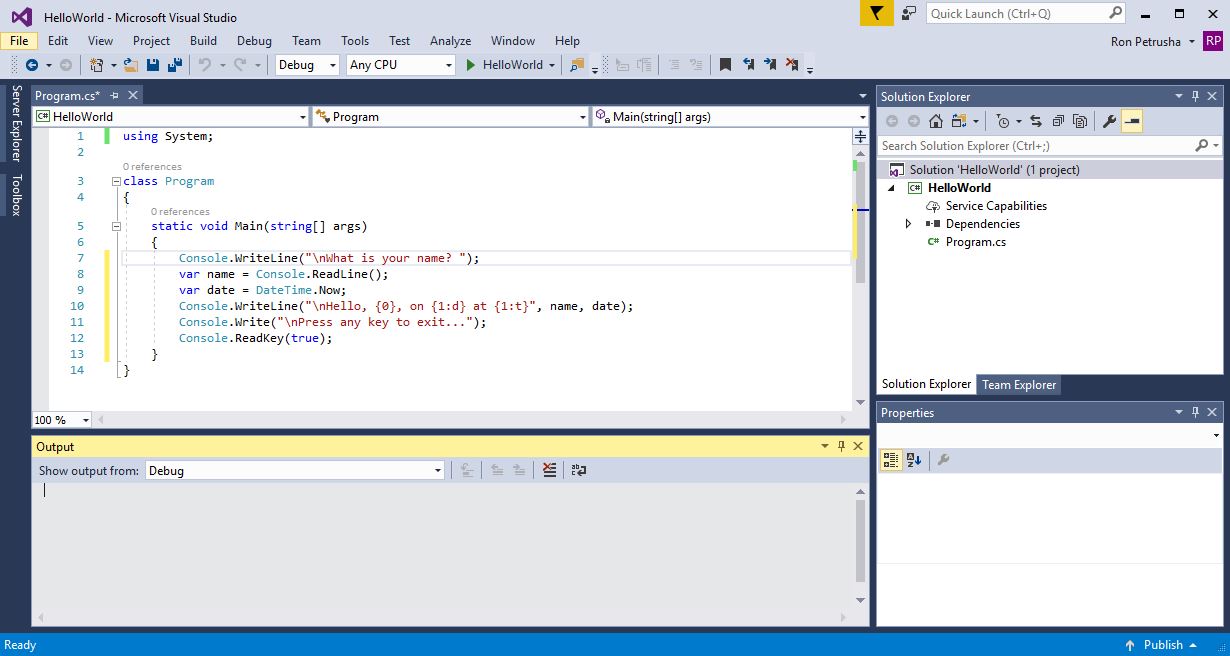 HelloWorld - Microsoft Visual Studio
Quick Launch (Ctrl+Q)
File Edit View Project Build Debug Team Tools Test Analyze Window Help
Ron Petrusha RP
Debug Any CPU HelloWorld
Server Explorer
Toolbox
Program.cs*
C# HelloWorld Program Main(string[] args)
1 using System;
2
0 references
3 class Program
4 {
0 references
5 static void Main(string[] args)
6 {
7 Console.WriteLine("\nWhat is your name? ");
8 var name = Console.ReadLine();
9 var date = DateTime.Now;
10 Console.WriteLine("\nHello, {0}, on {1:d} at {1:t}", name, date);
11 Console.Write("\nPress any key to exit...");
12 Console.ReadKey(true);
13 }
14 }
100 %
Output
Show output from: Debug
Solution Explorer
Search Solution Explorer (Ctrl+;)
Solution 'HelloWorld' (1 project)
C# HelloWorld
Service Capabilities
Dependencies
C# Program.cs
Solution Explorer Team Explorer
Properties
Ready
Publish